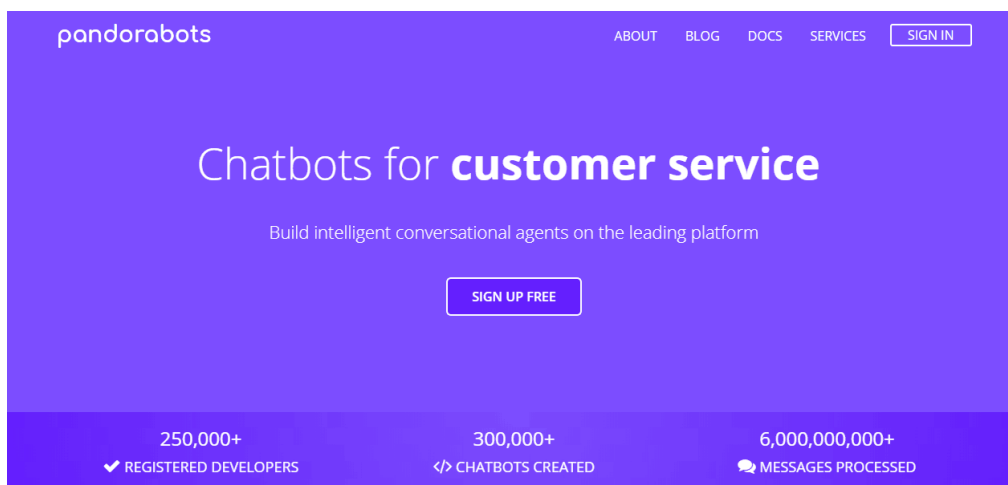 pandorabots
ABOUT BLOG DOCS SERVICES SIGN IN
Chatbots for customer service
Build intelligent conversational agents on the leading platform
SIGN UP FREE
250,000+ 300,000+ 6,000,000,000+
REGISTERED DEVELOPERS </> CHATBOTS CREATED MESSAGES PROCESSED